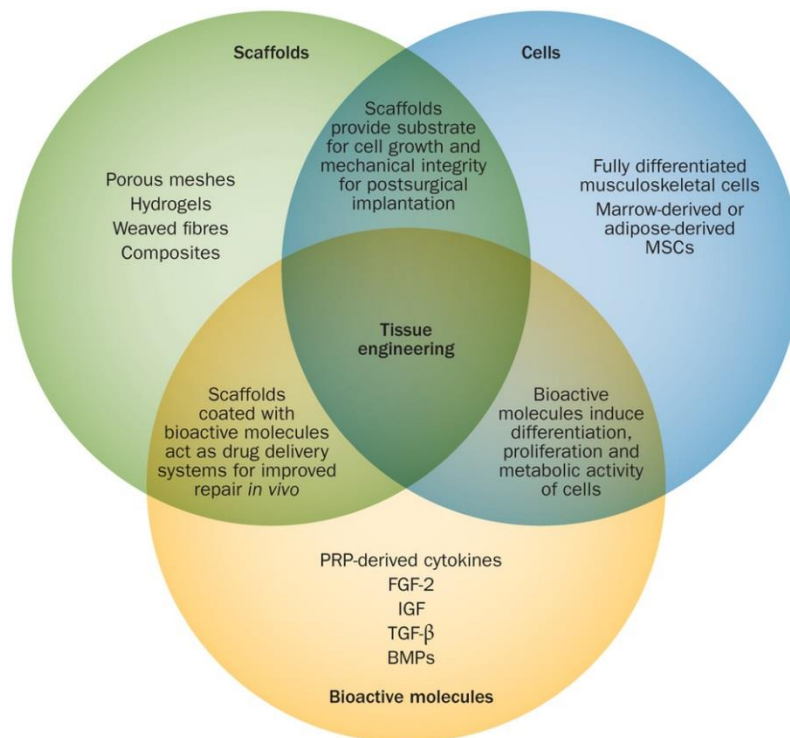 Scaffolds
Cells
Scaffolds
provide substrate
for cell growth and
mechanical integrity
for postsurgical
implantation
Porous meshes
Hydrogels
Weaved fibres
Composites
Fully differentiated
musculoskeletal cells
Marrow-derived or
adipose-derived
MSCs
Tissue
engineering
Scaffolds
coated with
bioactive molecules
act as drug delivery
systems for improved
repair in vivo
Bioactive
molecules induce
differentiation,
proliferation and
metabolic activity
of cells
PRP-derived cytokines
FGF-2
IGF
TGF-β
BMPs
Bioactive molecules